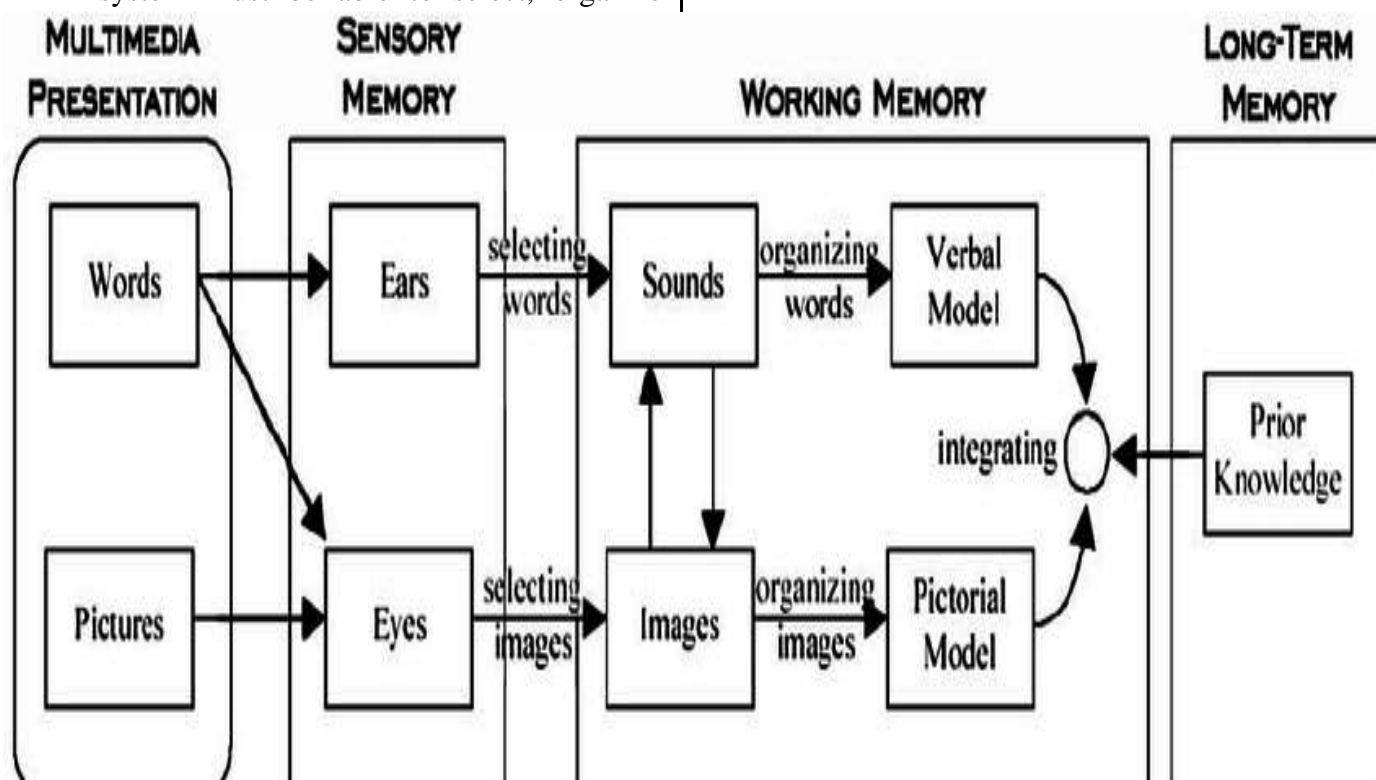 MULTIMEDIA
PRESENTATION
SENSORY
MEMORY
WORKING MEMORY
LONG-TERM
MEMORY
Words
Ears
selecting
words
Sounds
organizing
words
Verbal
Model
integrating
Prior
Knowledge
Pictures
Eyes
selecting
images
Images
organizing
images
Pictorial
Model